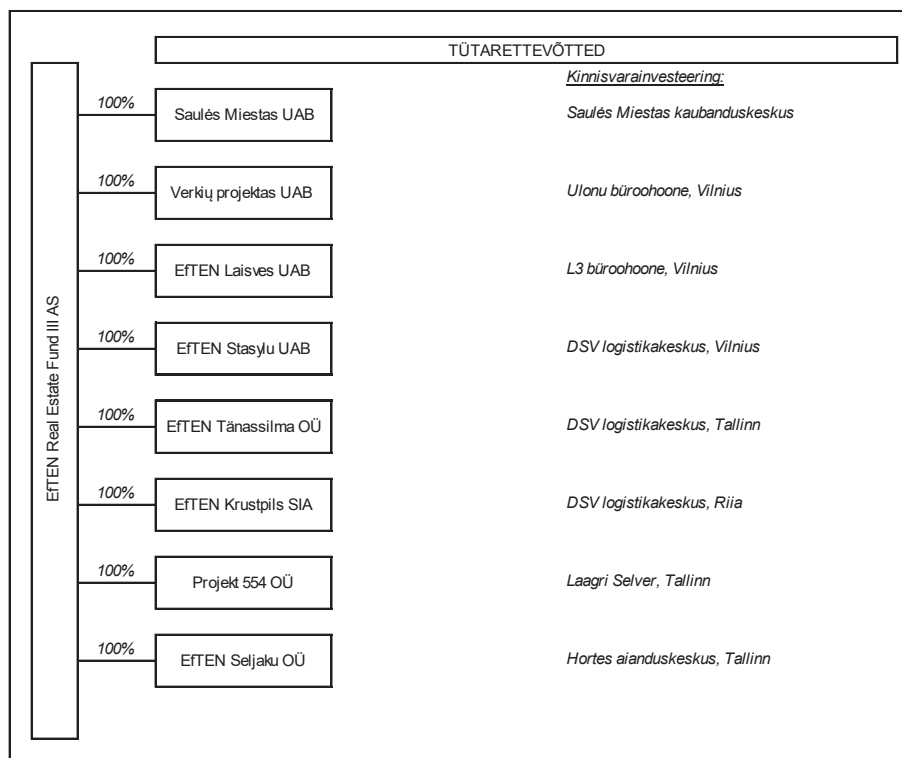 TÜTARETTEVÕTTED
EfTEN Real Estate Fund III AS
Kinnisvarainvesteering:
100%
Saulės Miestas UAB
Saulės Miestas kaubanduskeskus
100%
Verkių projektas UAB
Ulonu büroohoone, Vilnius
100%
EfTEN Laisves UAB
L3 büroohoone, Vilnius
100%
EfTEN Stasylu UAB
DSV logistikakeskus, Vilnius
100%
EfTEN Tänassilma OÜ
DSV logistikakeskus, Tallinn
100%
EfTEN Krustpils SIA
DSV logistikakeskus, Riia
100%
Projekt 554 OÜ
Laagri Selver, Tallinn
100%
EfTEN Seljaku OÜ
Hortes aianduskeskus, Tallinn